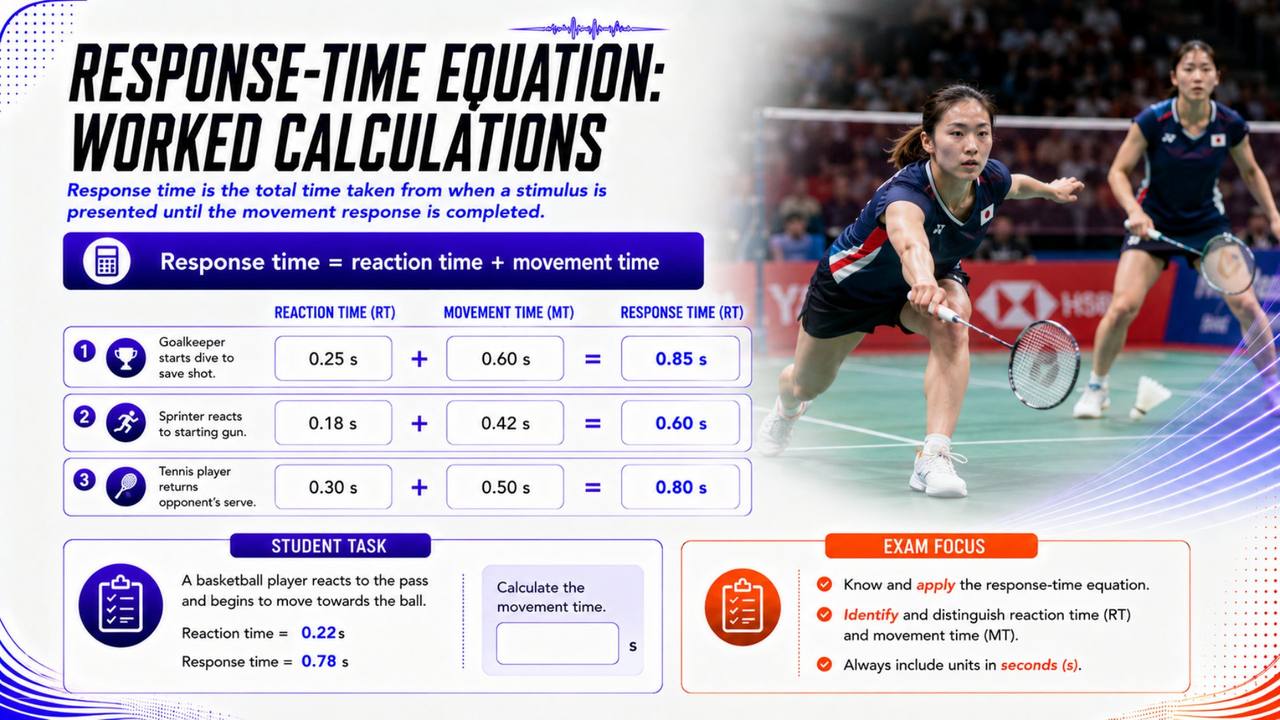 RESPONSE-TIME EQUATION:
WORKED CALCULATIONS
Response time is the total time taken from when a stimulus is
presented until the movement response is completed.
Response time = reaction time + movement time
REACTION TIME (RT) MOVEMENT TIME (MT) RESPONSE TIME (RT)
1
Goalkeeper
starts dive to
save shot.
0.25 s + 0.60 s = 0.85 s
2
Sprinter reacts
to starting gun.
0.18 s + 0.42 s = 0.60 s
3
Tennis player
returns
opponent's serve.
0.30 s + 0.50 s = 0.80 s
STUDENT TASK
A basketball player reacts to the pass
and begins to move towards the ball.
Reaction time = 0.22 s
Response time = 0.78 s
Calculate the
movement time.
s
EXAM FOCUS
Know and apply the response-time equation.
Identify and distinguish reaction time (RT)
and movement time (MT).
Always include units in seconds (s).